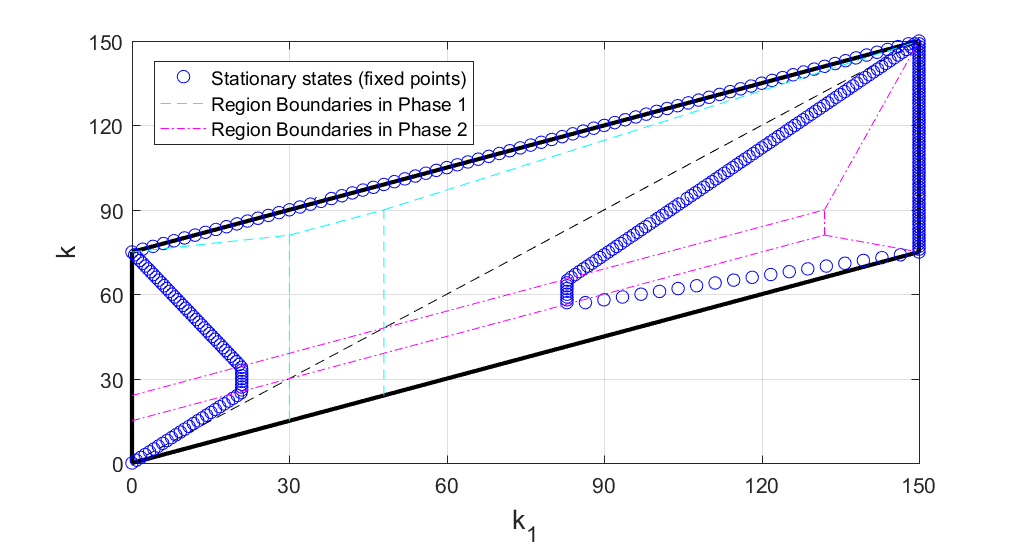 150
120
90
60
30
0
k
Stationary states (fixed points)
Region Boundaries in Phase 1
Region Boundaries in Phase 2
0 30 60 90 120 150
k1